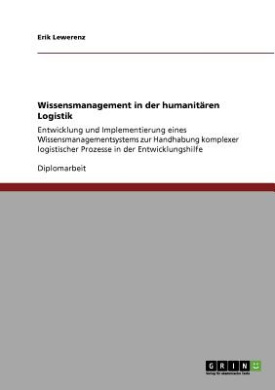 Erik Lewerenz
Wissensmanagement in der humanitären
Logistik
Entwicklung und Implementierung eines
Wissensmanagementsystems zur Handhabung komplexer
logistischer Prozesse in der Entwicklungshilfe
Diplomarbeit
GRIN